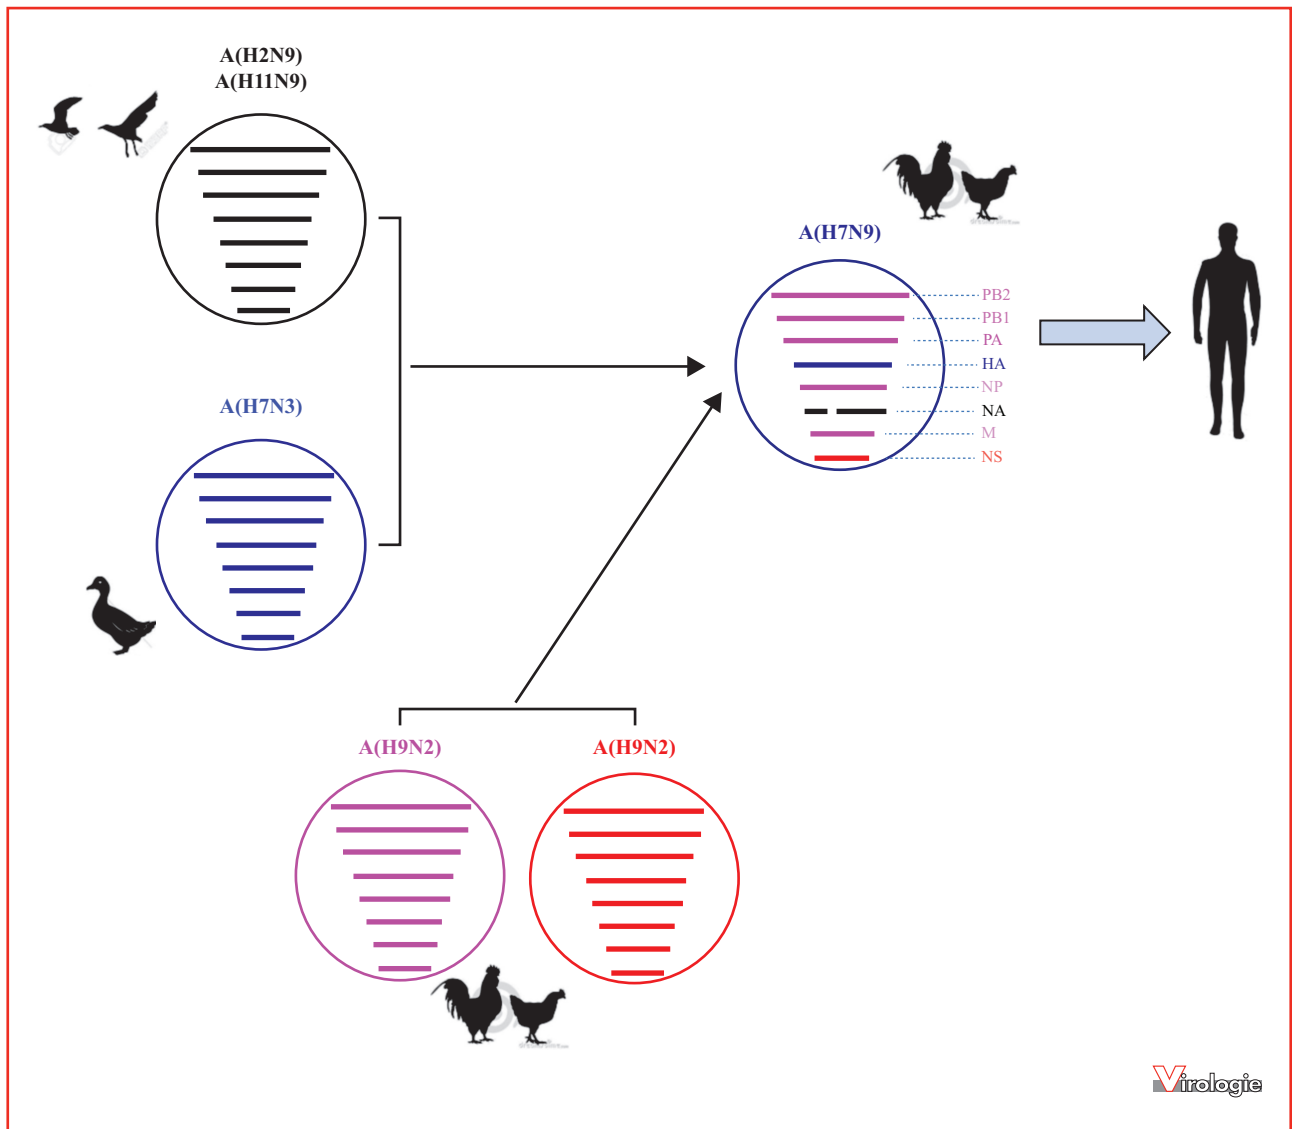 A(H2N9)
A(H11N9)
A(H7N9)
PB2
PB1
PA
HA
NP
NA
M
NS
A(H7N3)
A(H9N2)
A(H9N2)
Virologie